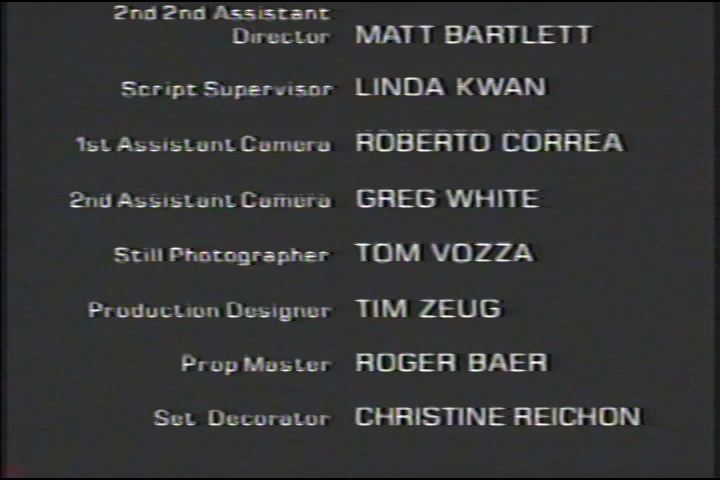 2nd 2nd Assistant
Director MATT BARTLETT
Script Supervisor LINDA KWAN
1st Assistant Camera ROBERTO CORREA
2nd Assistant Camera GREG WHITE
Still Photographer TOM VOZZA
Production Designer TIM ZEUG
Prop Master ROGER BAER
Set Decorator CHRISTINE REICHON